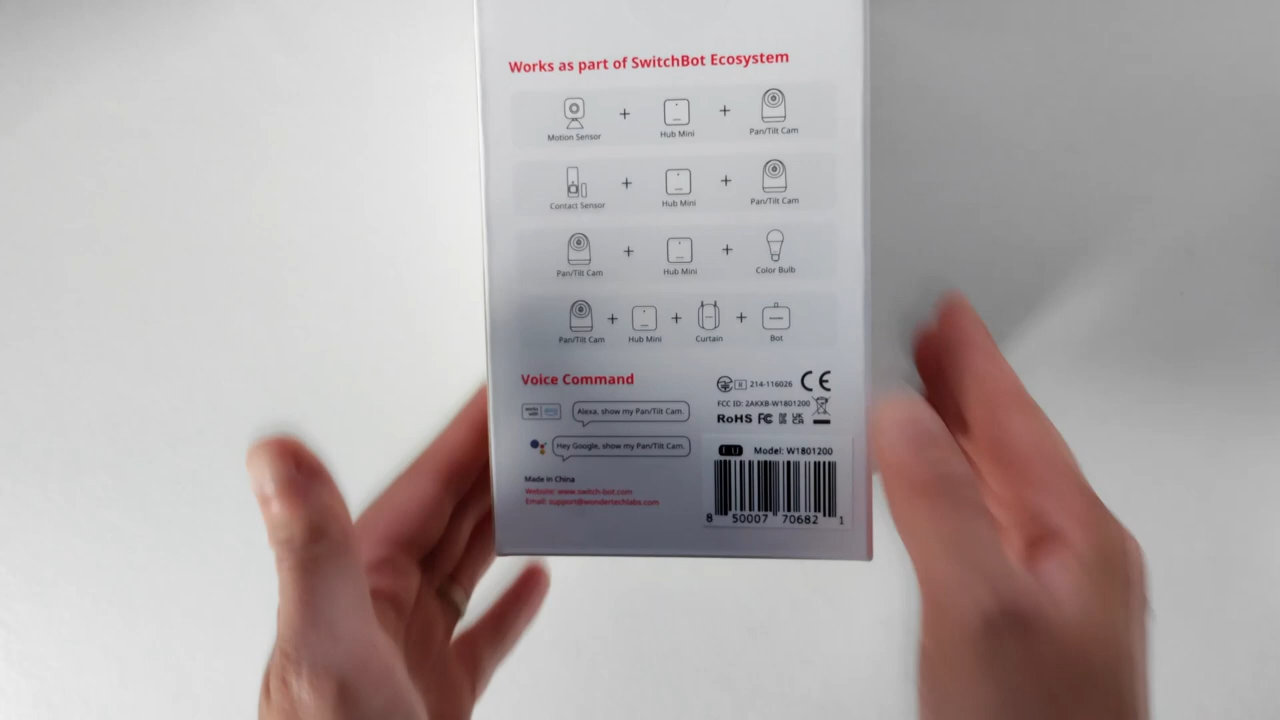 Works as part of SwitchBot Ecosystem
Motion Sensor + Hub Mini + Pan/Tilt Cam
Contact Sensor + Hub Mini + Pan/Tilt Cam
Pan/Tilt Cam + Hub Mini + Color Bulb
Pan/Tilt Cam + Hub Mini + Curtain + Bot
Voice Command
Alexa, show my Pan/Tilt Cam.
Hey Google, show my Pan/Tilt Cam.
Made in China
Website: www.switch-bot.com
Email: support@wondertechlabs.com
R 214-116026 CE
FCC ID: 2AKXB-W1801200
RoHS FC UK CA
EU Model: W1801200
8 50007 70682 1